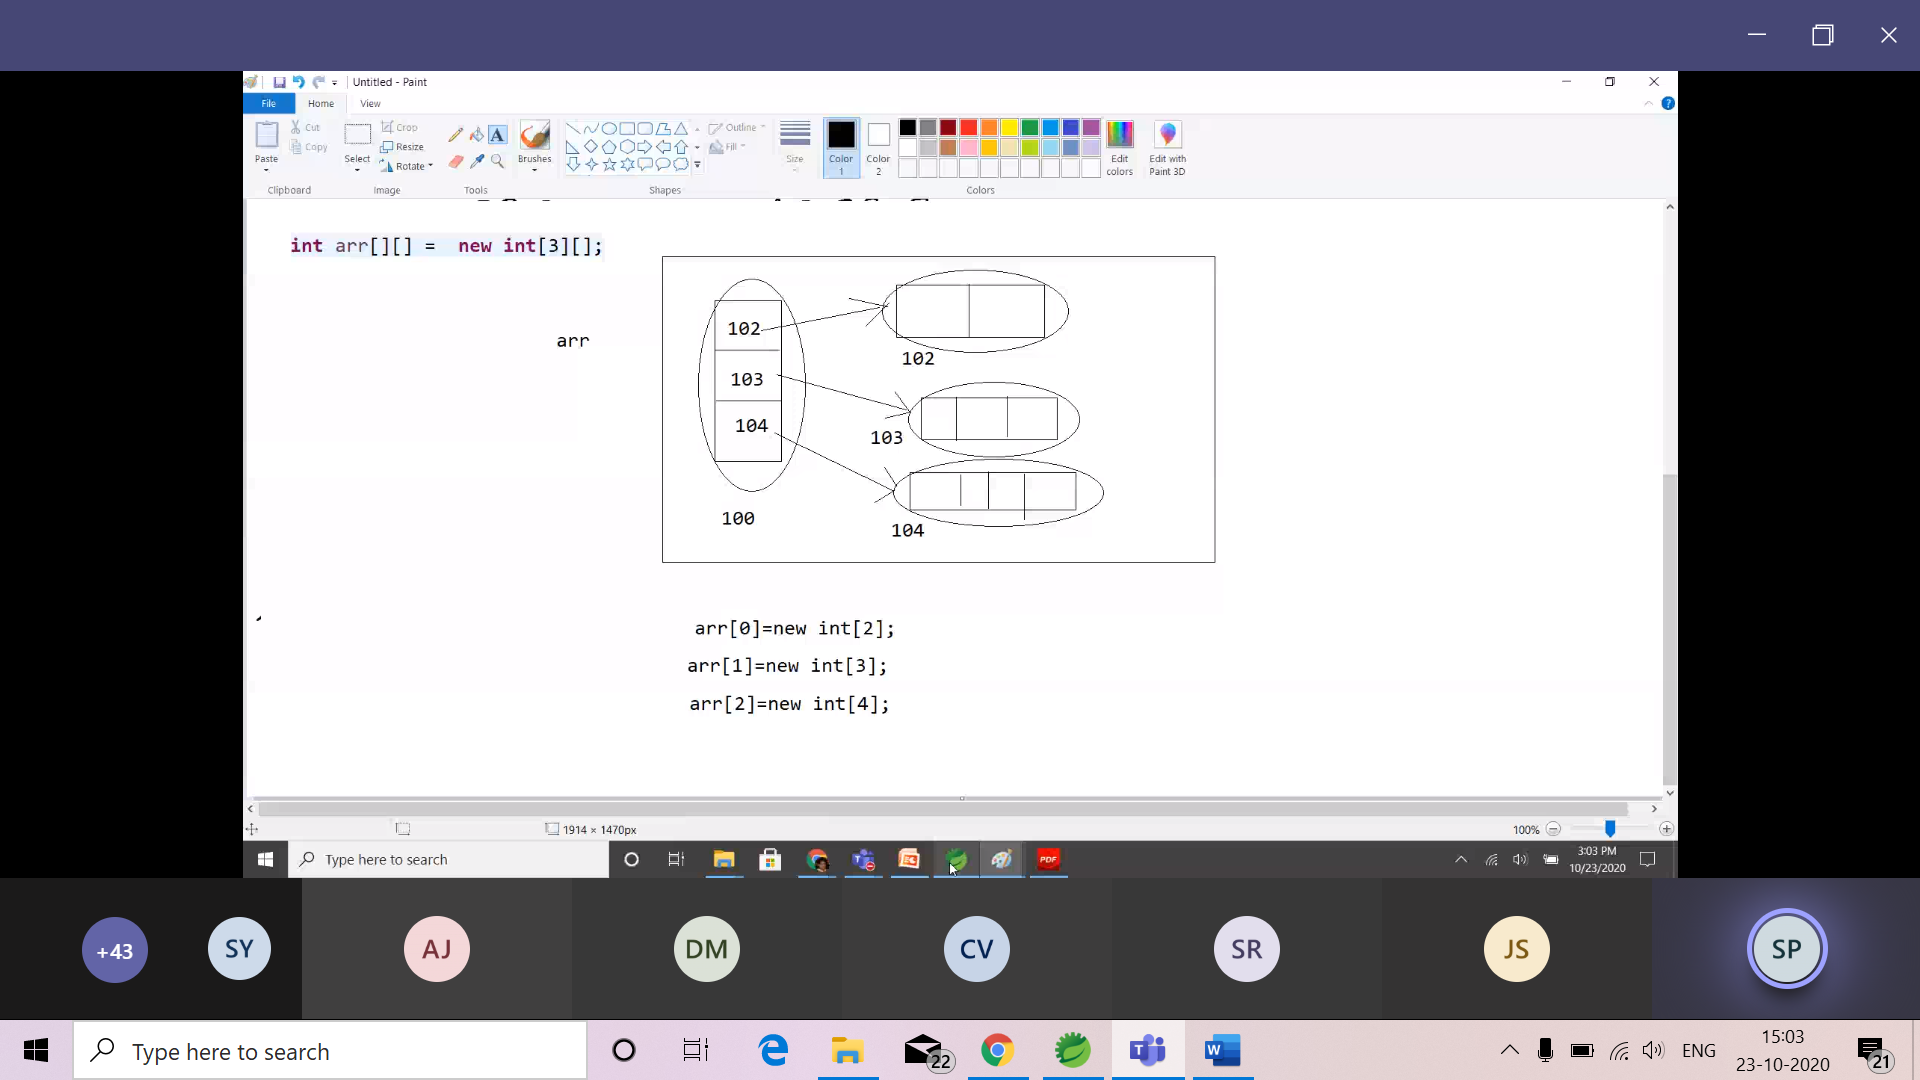 Untitled - Paint
File Home View
Paste
Cut
Copy
Clipboard
Select
Crop
Resize
Rotate
Image
A
Tools
Brushes
Outline
Fill
Shapes
Size
Color 1
Color 2
Edit colors
Edit with Paint 3D
Colors
int arr[][] = new int[3][];
arr
102
103
104
100
102
103
104
arr[0]=new int[2];
arr[1]=new int[3];
arr[2]=new int[4];
1914 × 1470px
100%
Type here to search
PDF
3:03 PM
10/23/2020
+43 SY AJ DM CV SR JS SP
Type here to search
22
ENG
15:03
23-10-2020
21